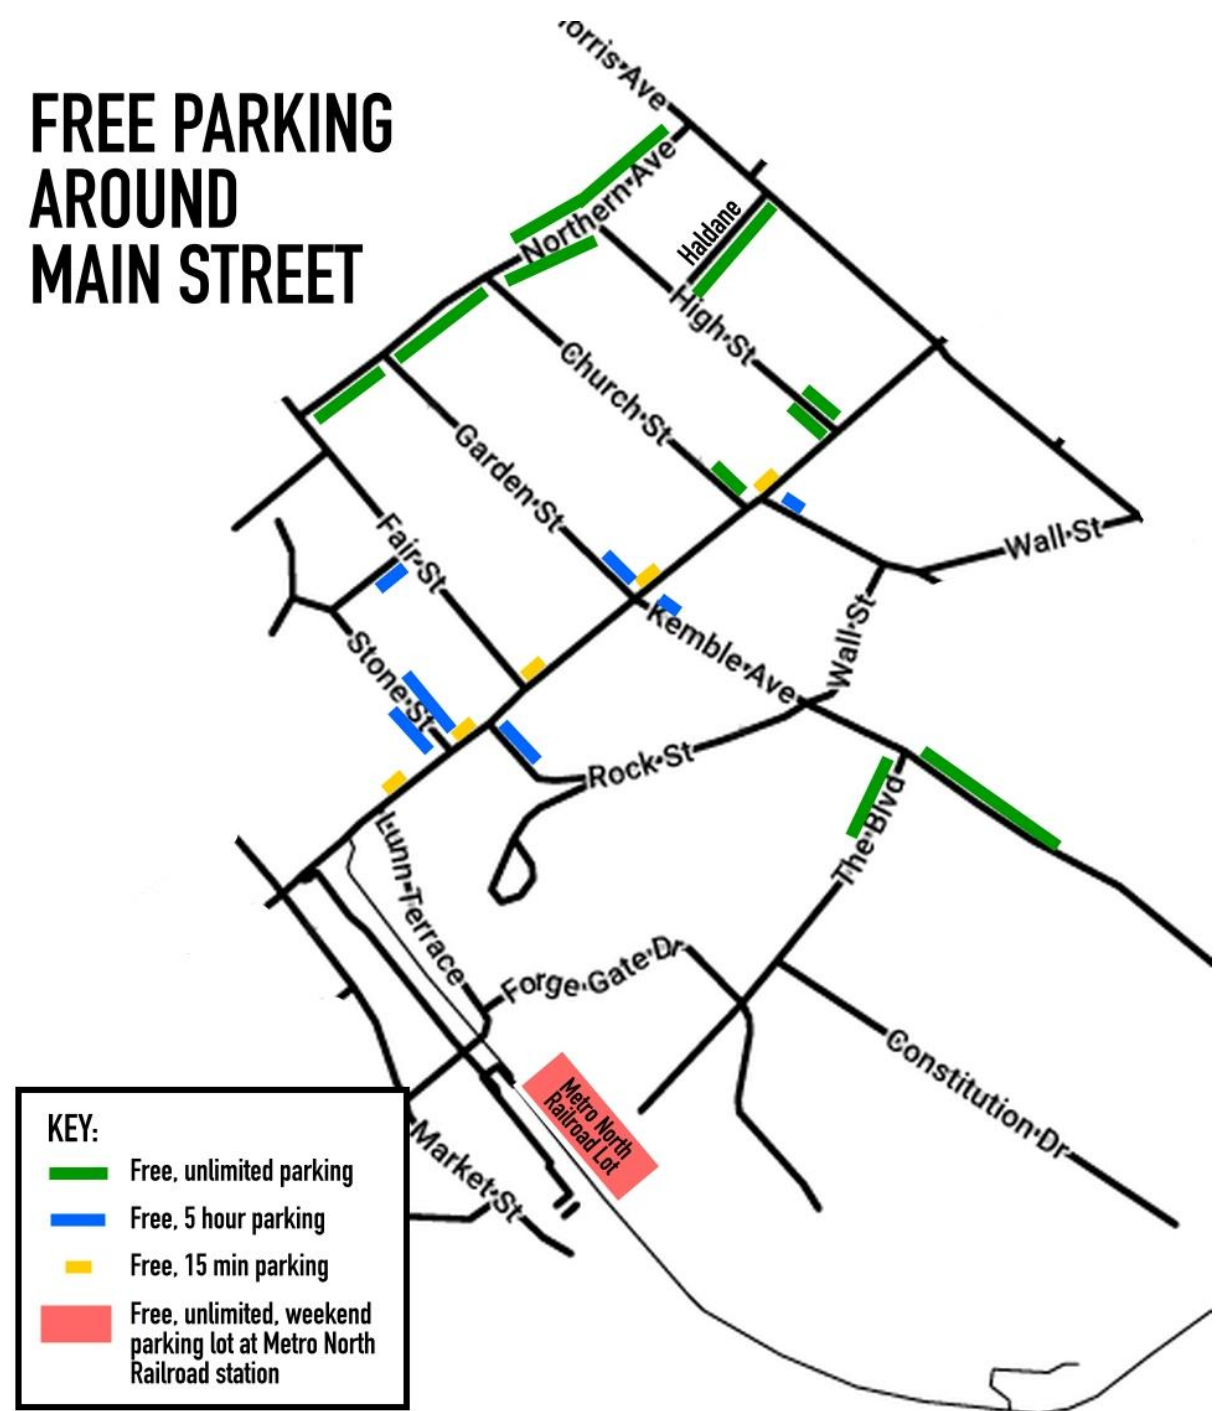 FREE PARKING
AROUND
MAIN STREET
orris Ave
Northern Ave
Haldane
High St
Church St
Garden St
Fair St
Wall St
Kemble Ave
Wall St
Stone St
Rock St
The Blvd
Lunn Terrace
Forge Gate Dr
Constitution Dr
Metro North
Railroad Lot
Market St
KEY:
Free, unlimited parking
Free, 5 hour parking
Free, 15 min parking
Free, unlimited, weekend
parking lot at Metro North
Railroad station